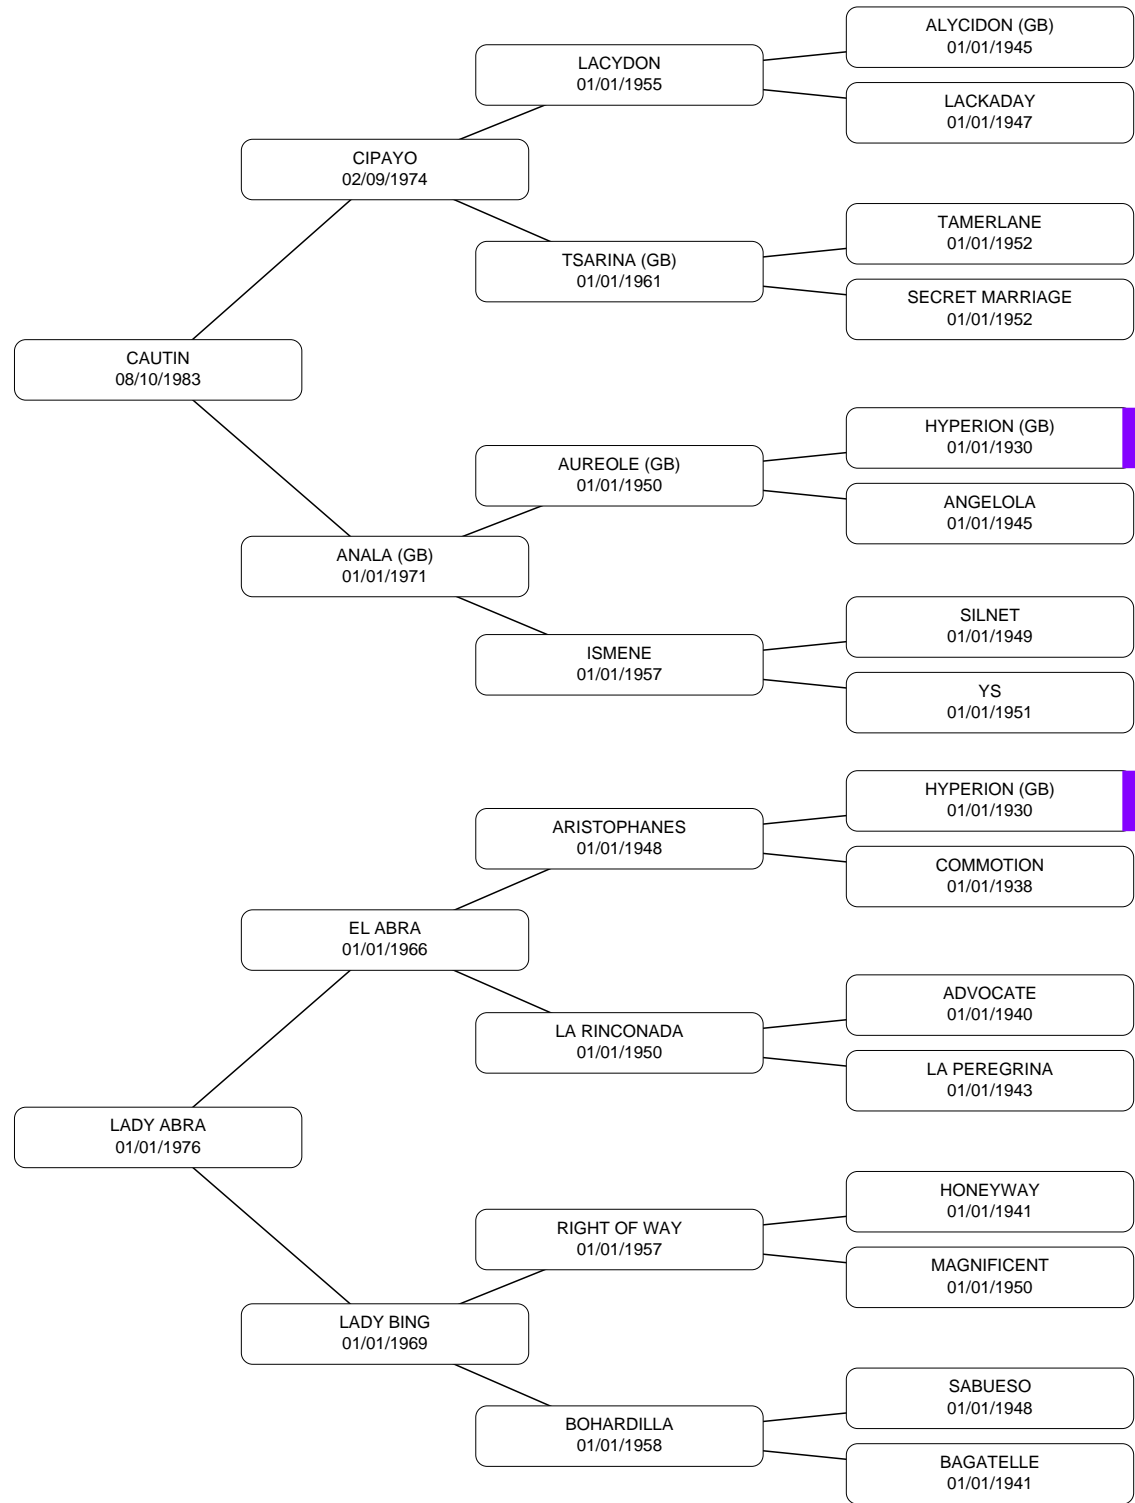 ALYCIDON (GB)
01/01/1945
LACYDON
01/01/1955
LACKADAY
01/01/1947
CIPAYO
02/09/1974
TAMERLANE
01/01/1952
TSARINA (GB)
01/01/1961
SECRET MARRIAGE
01/01/1952
CAUTIN
08/10/1983
HYPERION (GB)
01/01/1930
AUREOLE (GB)
01/01/1950
ANGELOLA
01/01/1945
ANALA (GB)
01/01/1971
SILNET
01/01/1949
ISMENE
01/01/1957
YS
01/01/1951
HYPERION (GB)
01/01/1930
ARISTOPHANES
01/01/1948
COMMOTION
01/01/1938
EL ABRA
01/01/1966
ADVOCATE
01/01/1940
LA RINCONADA
01/01/1950
LA PEREGRINA
01/01/1943
LADY ABRA
01/01/1976
HONEYWAY
01/01/1941
RIGHT OF WAY
01/01/1957
MAGNIFICENT
01/01/1950
LADY BING
01/01/1969
SABUESO
01/01/1948
BOHARDILLA
01/01/1958
BAGATELLE
01/01/1941